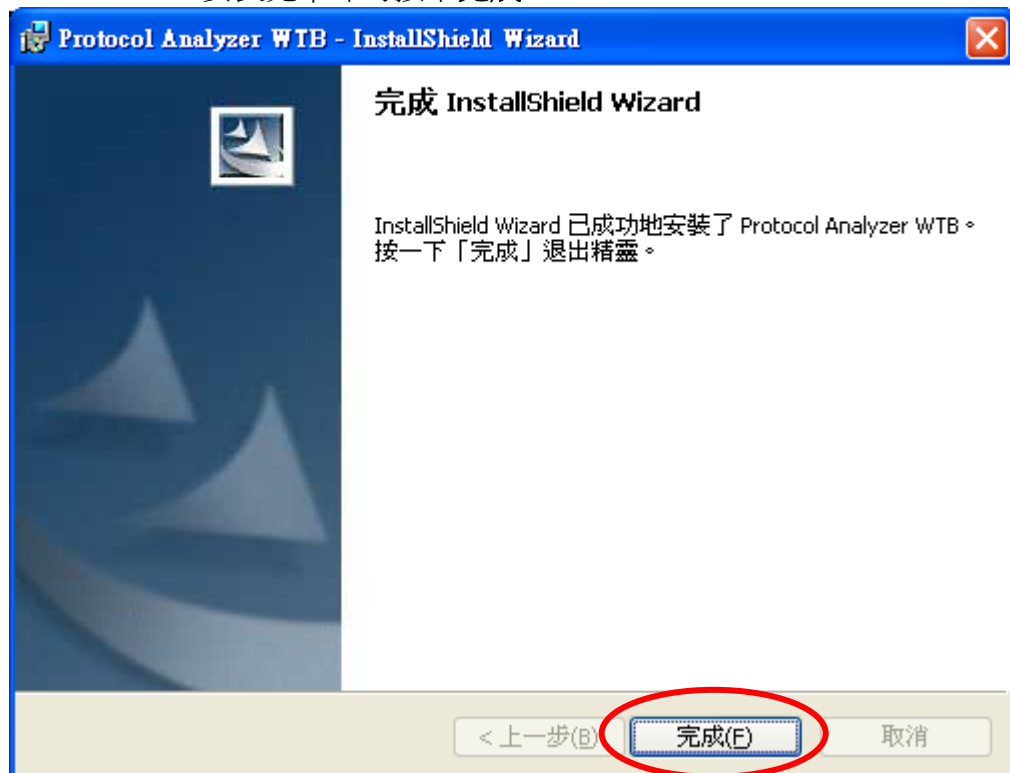 Protocol Analyzer WTB - InstallShield Wizard
完成 InstallShield Wizard
InstallShield Wizard 已成功地安裝了 Protocol Analyzer WTB。
按一下「完成」退出精靈。
< 上一步(B)
完成(F)
取消